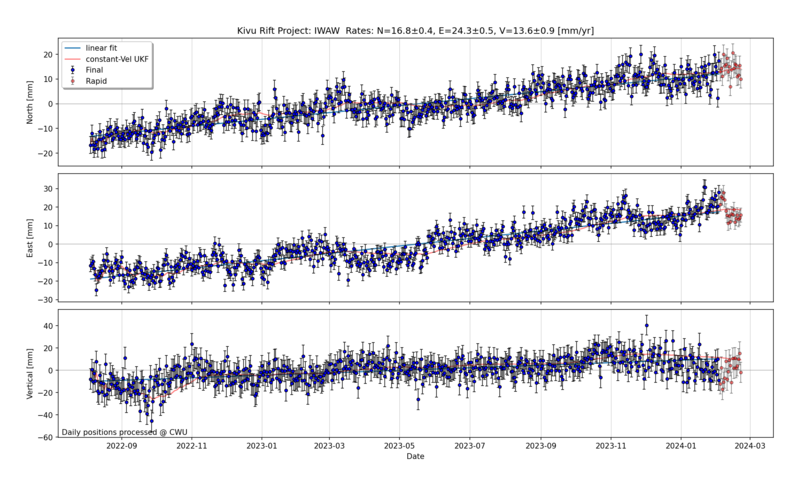 Kivu Rift Project: IWAW Rates: N=16.8±0.4, E=24.3±0.5, V=13.6±0.9 [mm/yr]
linear fit
constant-Vel UKF
Final
Rapid
North [mm]
20
10
0
−10
−20
East [mm]
30
20
10
0
−10
−20
−30
Vertical [mm]
40
20
0
−20
−40
−60
Daily positions processed @ CWU
2022-09 2022-11 2023-01 2023-03 2023-05 2023-07 2023-09 2023-11 2024-01 2024-03
Date